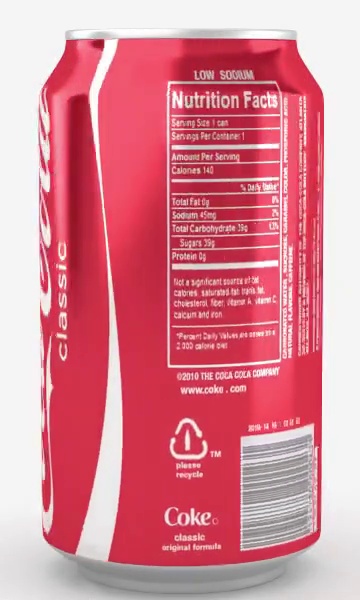 classic
LOW SODIUM
Nutrition Facts
Serving Size 1 can
Servings Per Container 1
Amount Per Serving
Calories 140
% Daily Value*
Total Fat 0g 0%
Sodium 45mg 2%
Total Carbohydrate 39g 13%
Sugars 39g
Protein 0g
Not a significant source of fat
calories, saturated fat, trans fat,
cholesterol, fiber, vitamin A, vitamin C,
calcium and iron.
*Percent Daily Values are based on a
2,000 calorie diet
©2010 THE COCA COLA COMPANY
www.coke.com
TM
please
recycle
Coke
classic
original formula